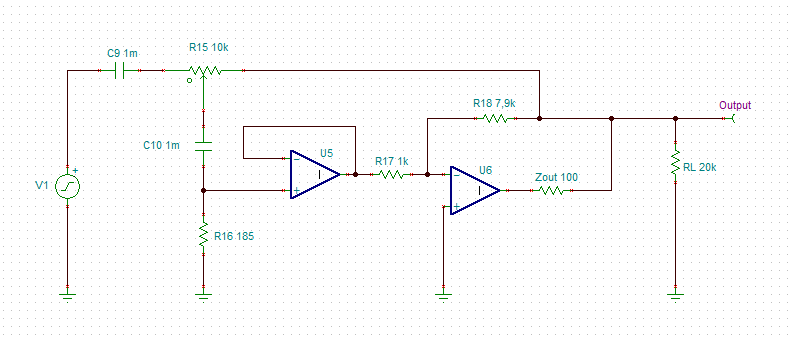 R15 10k
C9 1m
R18 7,9k
Output
C10 1m
U5
R17 1k
U6
Zout 100
RL 20k
V1
R16 185